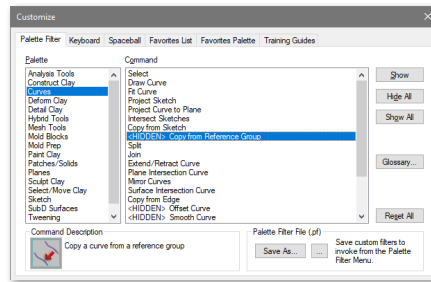 Customize
Palette Filter Keyboard Spaceball Favorites List Favorites Palette Training Guides
Palette
Analysis Tools
Construct Clay
Curves
Deform Clay
Detail Clay
Hybrid Tools
Mesh Tools
Mold Blocks
Mold Prep
Paint Clay
Patches/Solids
Planes
Sculpt Clay
Select/Move Clay
Sketch
SubD Surfaces
Tweening
Command
Select
Draw Curve
Fit Curve
Project Sketch
Project Curve to Plane
Intersect Sketches
Copy from Sketch
<HIDDEN> Copy from Reference Group
Split
Join
Extend/Retract Curve
Plane Intersection Curve
Mirror Curves
Surface Intersection Curve
Copy from Edge
<HIDDEN> Offset Curve
<HIDDEN> Smooth Curve
Show
Hide All
Show All
Glossary...
Reset All
Command Description
Copy a curve from a reference group
Palette Filter File (.pf)
Save As...
...
Save custom filters to
invoke from the Palette
Filter Menu.